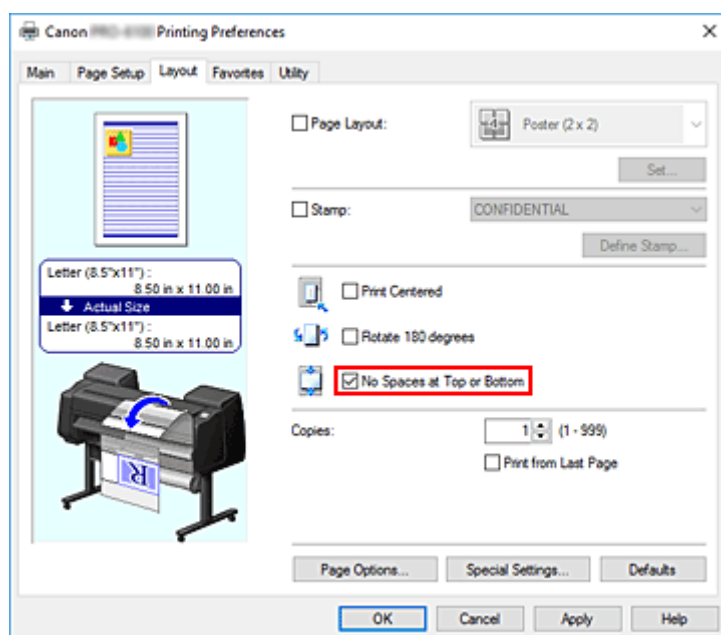 Canon Printing Preferences
Main Page Setup Layout Favorites Utility
Page Layout:
4
Poster (2 x 2)
Set...
Stamp:
CONFIDENTIAL
Define Stamp...
Letter (8.5"x11") :
8.50 in x 11.00 in
Actual Size
Letter (8.5"x11") :
8.50 in x 11.00 in
R
Print Centered
Rotate 180 degrees
No Spaces at Top or Bottom
Copies:
1 (1 - 999)
Print from Last Page
Page Options... Special Settings... Defaults
OK Cancel Apply Help